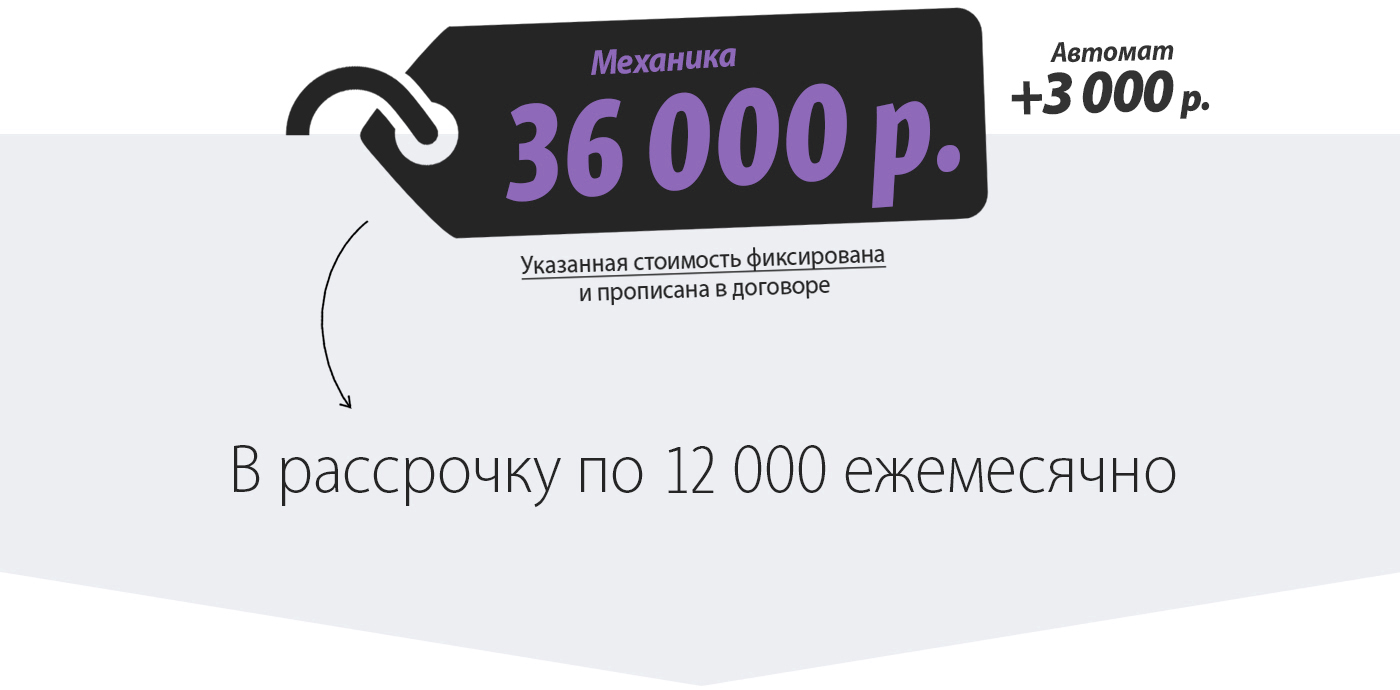 Механика
36 000 р.
Автомат
+3 000 р.
Указанная стоимость фиксирована
и прописана в договоре
В рассрочку по 12 000 ежемесячно